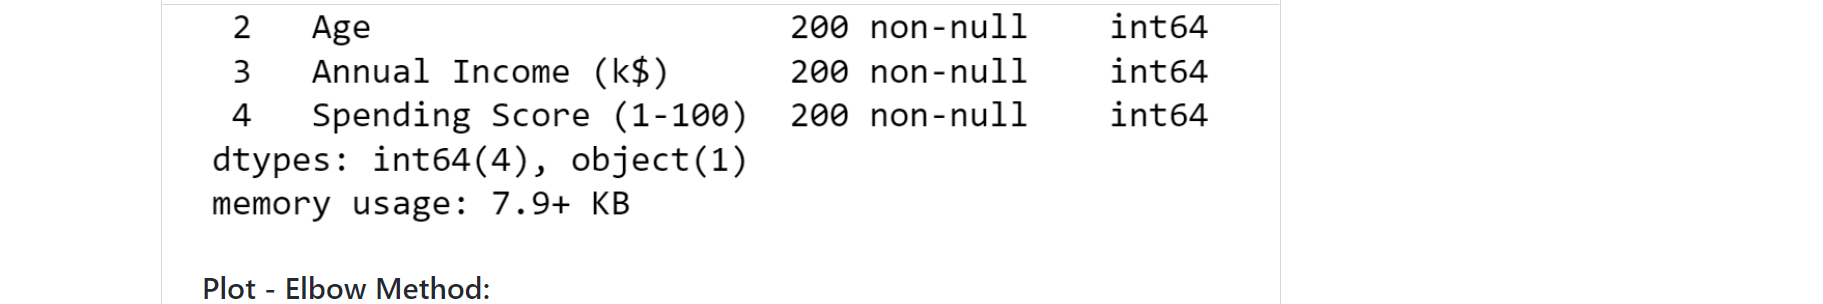 2 Age 200 non-null int64
3 Annual Income (k$) 200 non-null int64
4 Spending Score (1-100) 200 non-null int64
dtypes: int64(4), object(1)
memory usage: 7.9+ KB
Plot - Elbow Method: